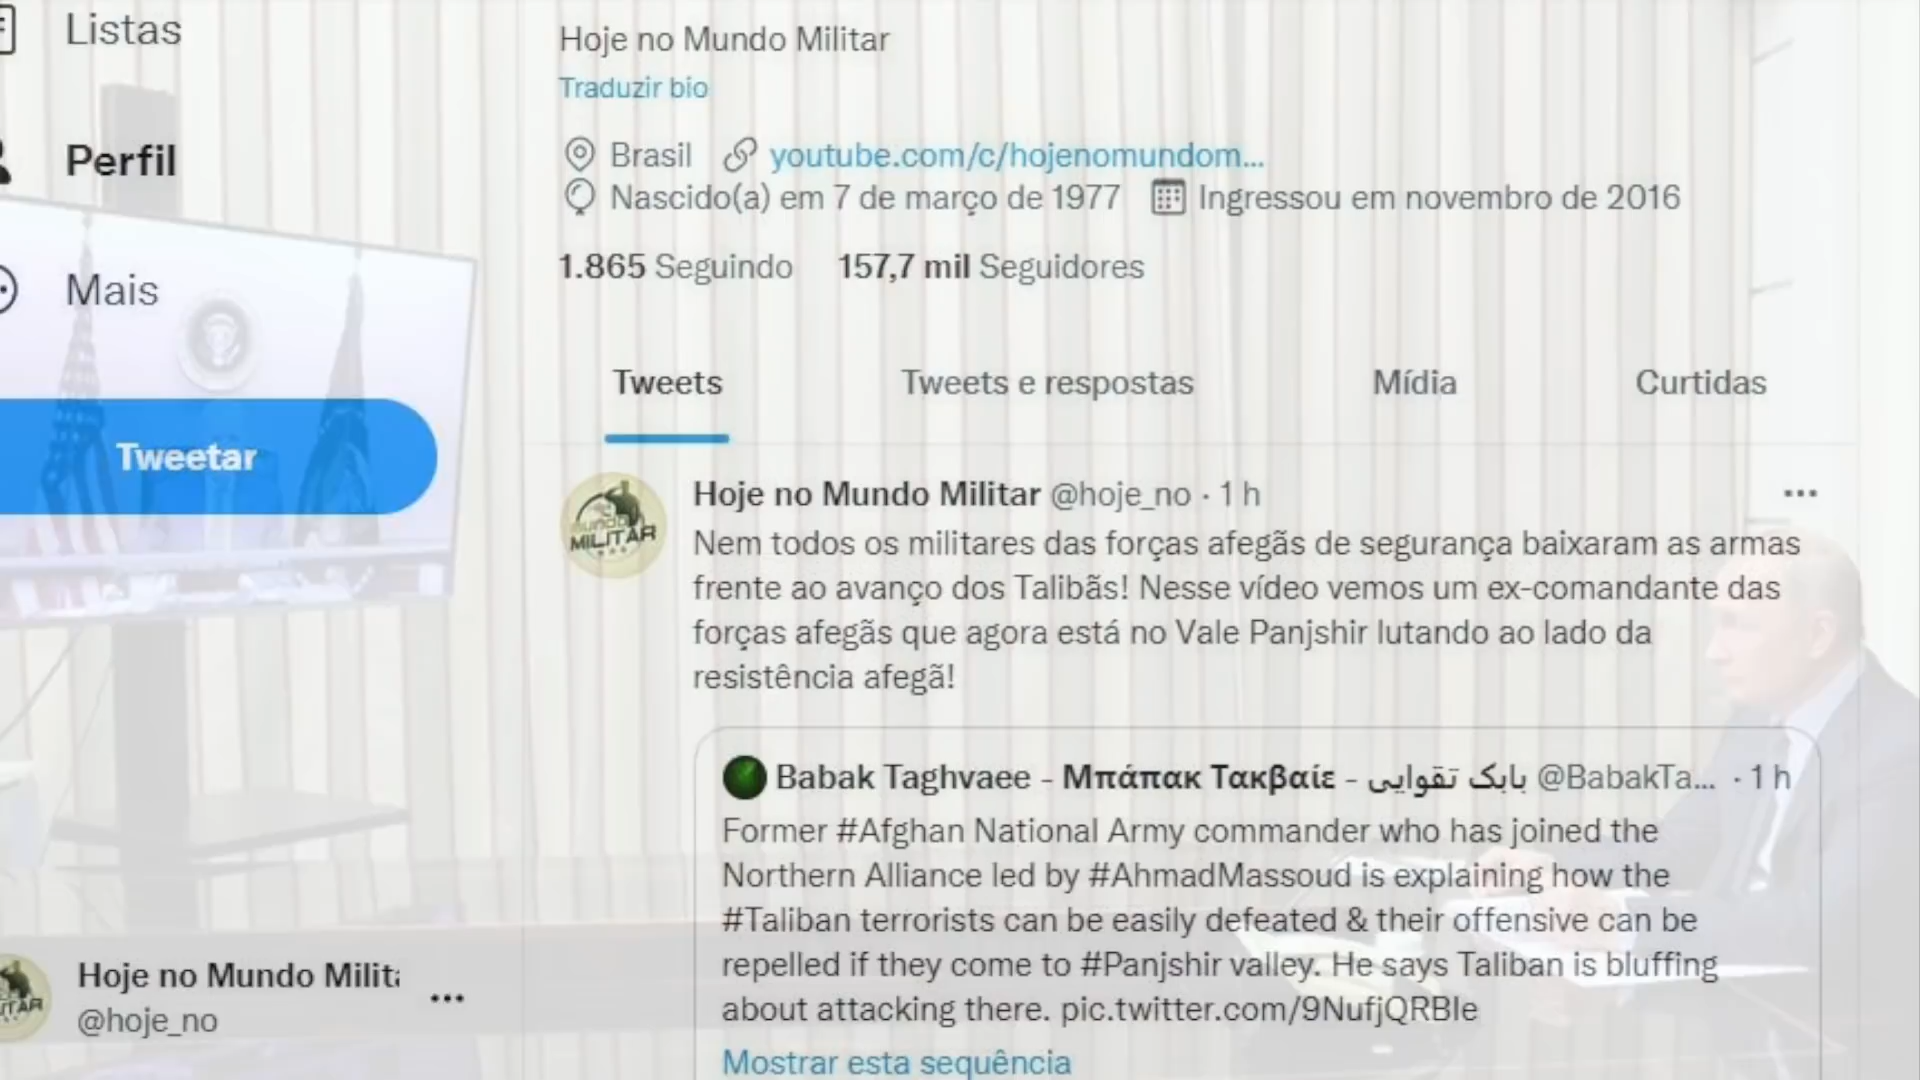 Listas
Perfil
Mais
Tweetar
Hoje no Mundo Milita
@hoje_no
Hoje no Mundo Militar
Traduzir bio
Brasil youtube.com/c/hojenomundom...
Nascido(a) em 7 de março de 1977 Ingressou em novembro de 2016
1.865 Seguindo 157,7 mil Seguidores
Tweets Tweets e respostas Mídia Curtidas
mundo
MILITAR
Hoje no Mundo Militar @hoje_no · 1 h
Nem todos os militares das forças afegãs de segurança baixaram as armas
frente ao avanço dos Talibãs! Nesse vídeo vemos um ex-comandante das
forças afegãs que agora está no Vale Panjshir lutando ao lado da
resistência afegã!
Babak Taghvaee - Μπάπακ Τακβαίε - بابک تقوایی @BabakTa... · 1 h
Former #Afghan National Army commander who has joined the
Northern Alliance led by #AhmadMassoud is explaining how the
#Taliban terrorists can be easily defeated & their offensive can be
repelled if they come to #Panjshir valley. He says Taliban is bluffing
about attacking there. pic.twitter.com/9NufjQRBIe
Mostrar esta sequência